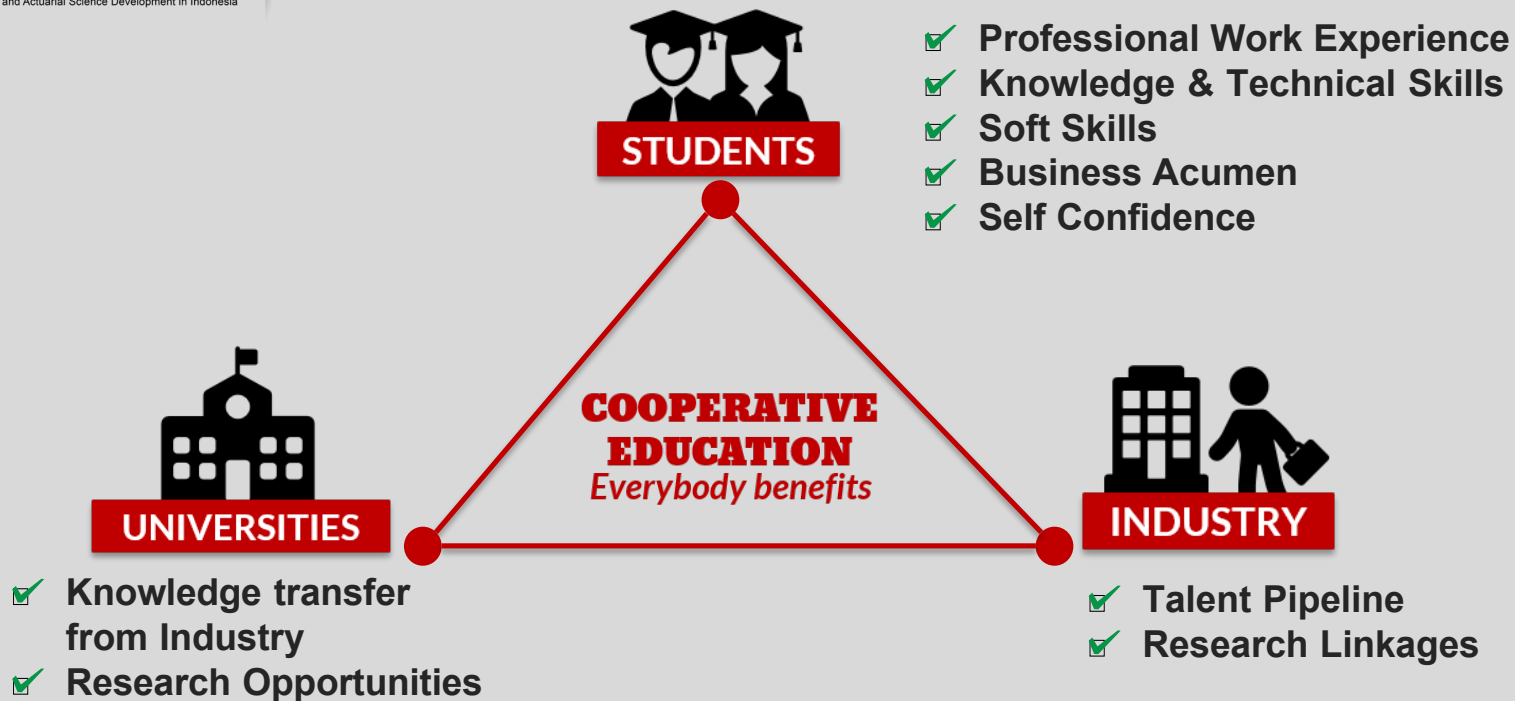 and Actuarial Science Development in Indonesia
STUDENTS
Professional Work Experience
Knowledge & Technical Skills
Soft Skills
Business Acumen
Self Confidence
COOPERATIVE
EDUCATION
Everybody benefits
UNIVERSITIES
Knowledge transfer
from Industry
Research Opportunities
INDUSTRY
Talent Pipeline
Research Linkages